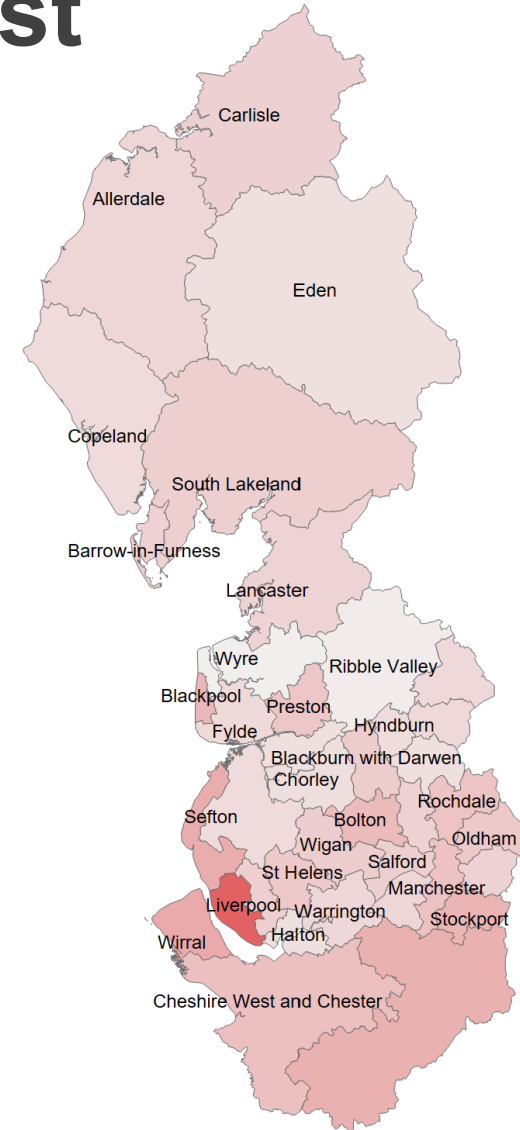 st
Carlisle
Allerdale
Eden
Copeland
South Lakeland
Barrow-in-Furness
Lancaster
Wyre
Ribble Valley
Blackpool
Preston
Hyndburn
Fylde
Blackburn with Darwen
Chorley
Rochdale
Sefton
Bolton
Oldham
Wigan
Salford
St Helens
Manchester
Liverpool
Warrington
Stockport
Halton
Wirral
Cheshire West and Chester